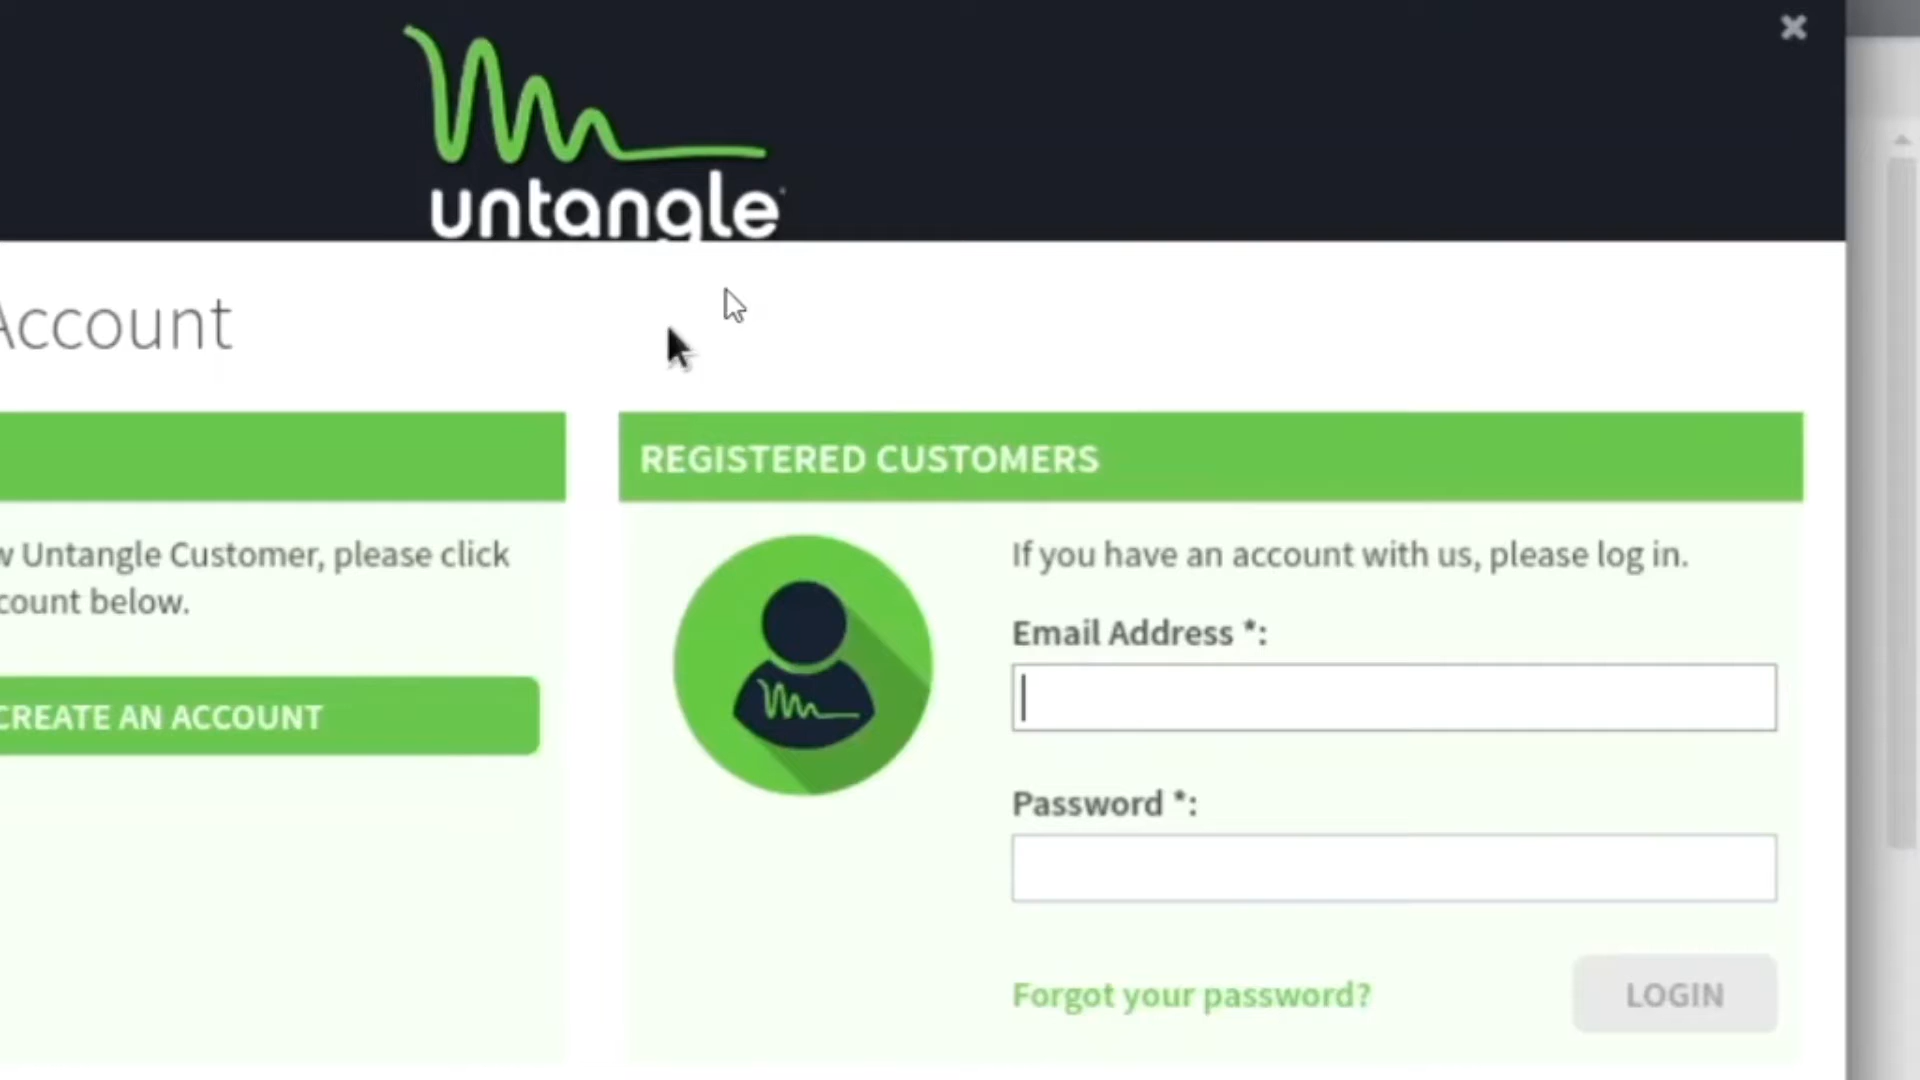 untangle
Account
REGISTERED CUSTOMERS
Untangle Customer, please click
below.
CREATE AN ACCOUNT
If you have an account with us, please log in.
Email Address *:
Password *:
Forgot your password?
LOGIN